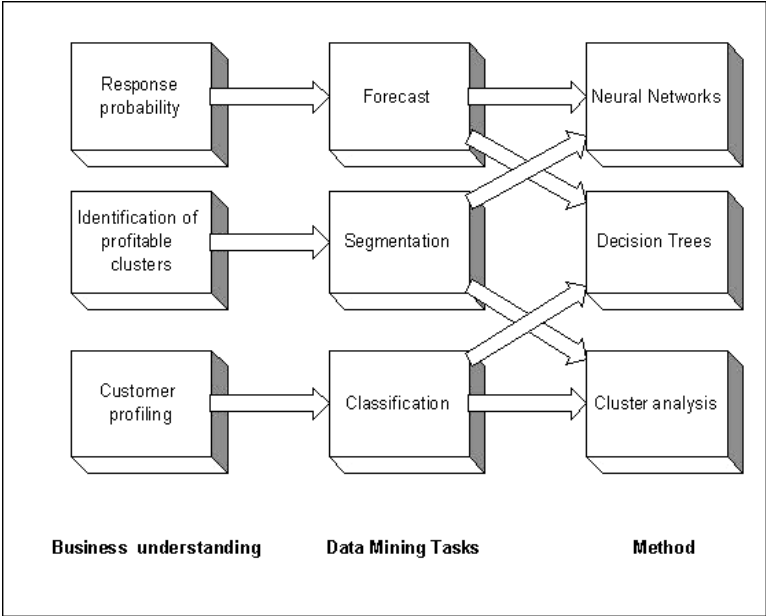 Response
probability
Forecast
Neural Networks
Identification of
profitable
clusters
Segmentation
Decision Trees
Customer
profiling
Classification
Cluster analysis
Business understanding
Data Mining Tasks
Method